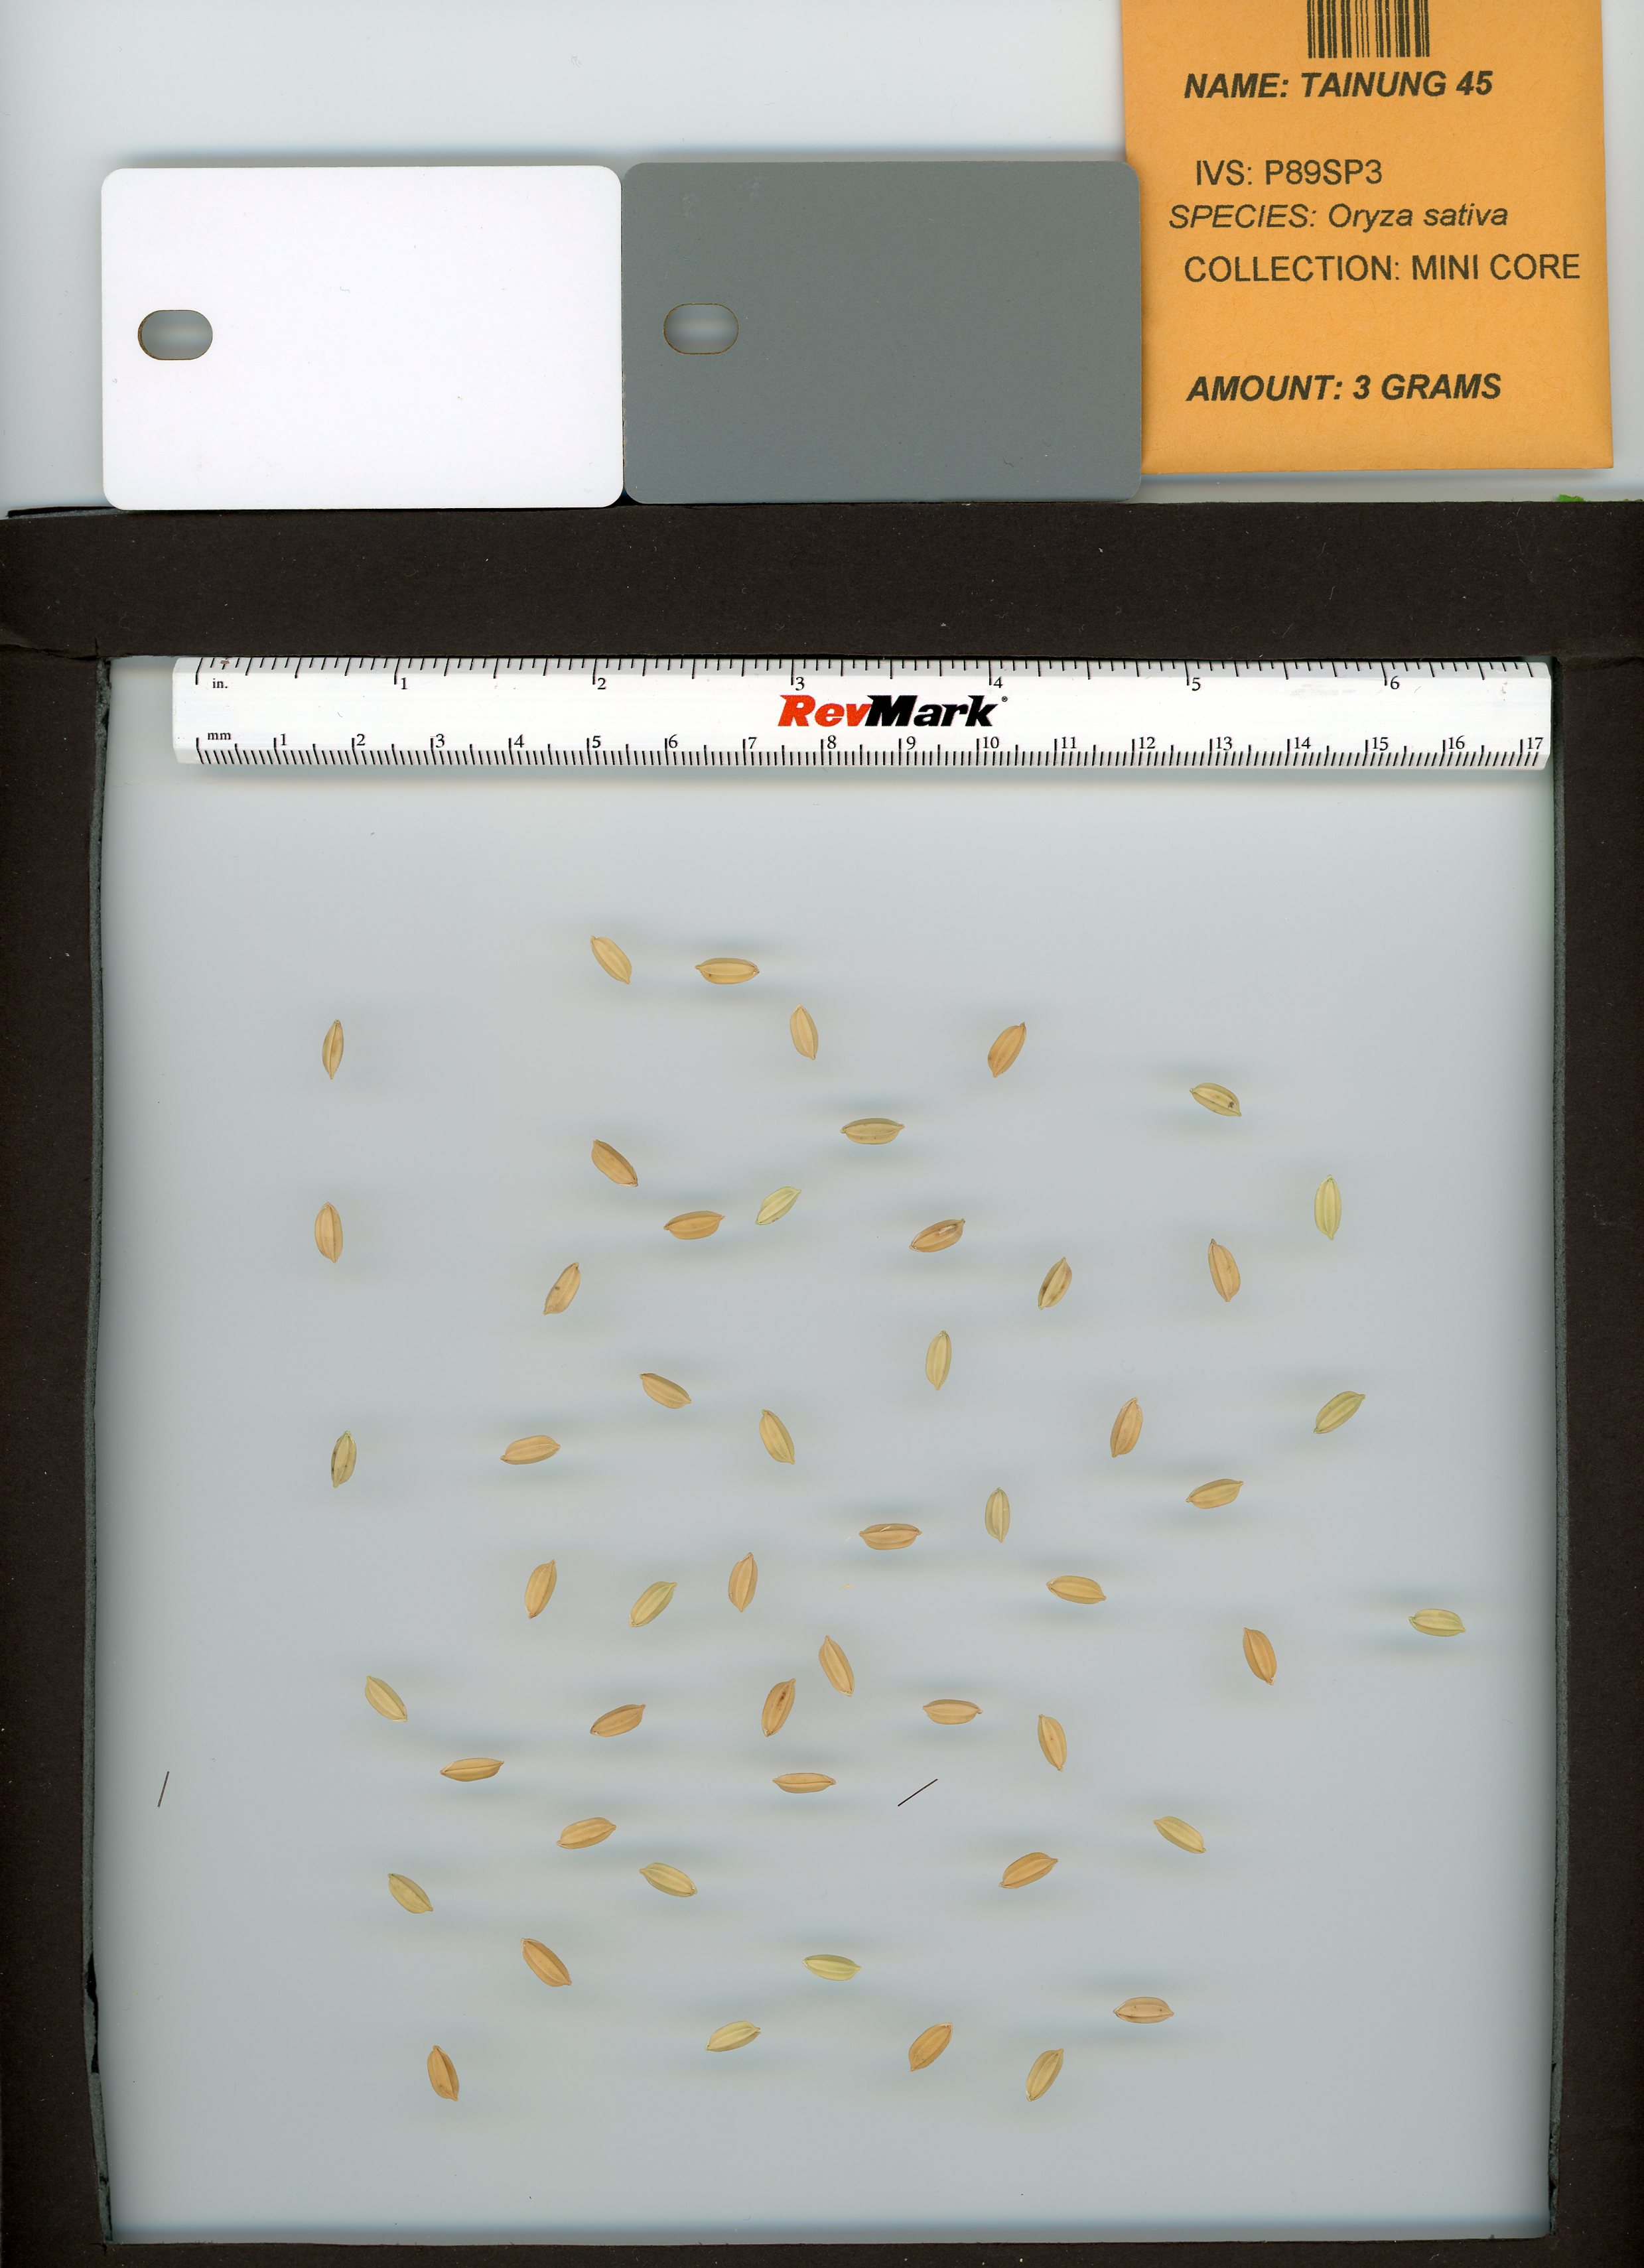 NAME: TAINUNG 45
IVS: P89SP3
SPECIES: Oryza sativa
COLLECTION: MINI CORE
AMOUNT: 3 GRAMS
in. 1 2 3 4 5 6
RevMark
mm 1 2 3 4 5 6 7 8 9 10 11 12 13 14 15 16 17